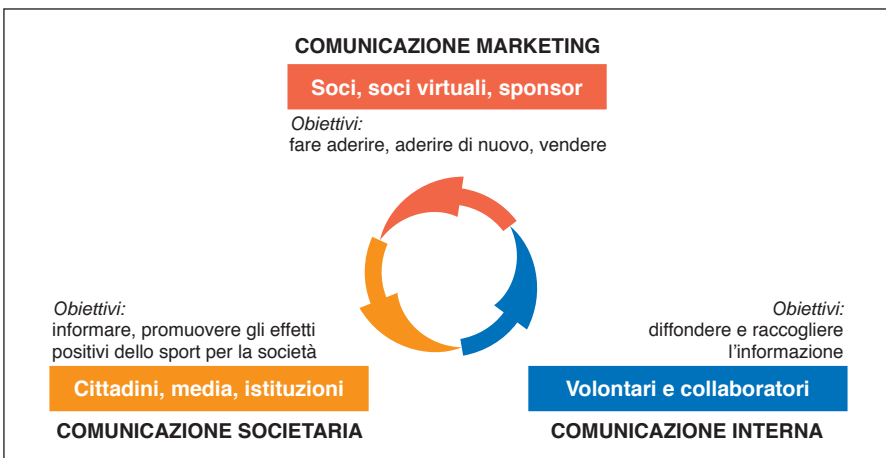 COMUNICAZIONE MARKETING
Soci, soci virtuali, sponsor
Obiettivi:
fare aderire, aderire di nuovo, vendere
Obiettivi:
informare, promuovere gli effetti
positivi dello sport per la società
Cittadini, media, istituzioni
COMUNICAZIONE SOCIETARIA
Obiettivi:
diffondere e raccogliere
l’informazione
Volontari e collaboratori
COMUNICAZIONE INTERNA